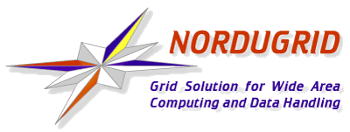 NORDUGRID
Grid Solution for Wide Area
Computing and Data Handling